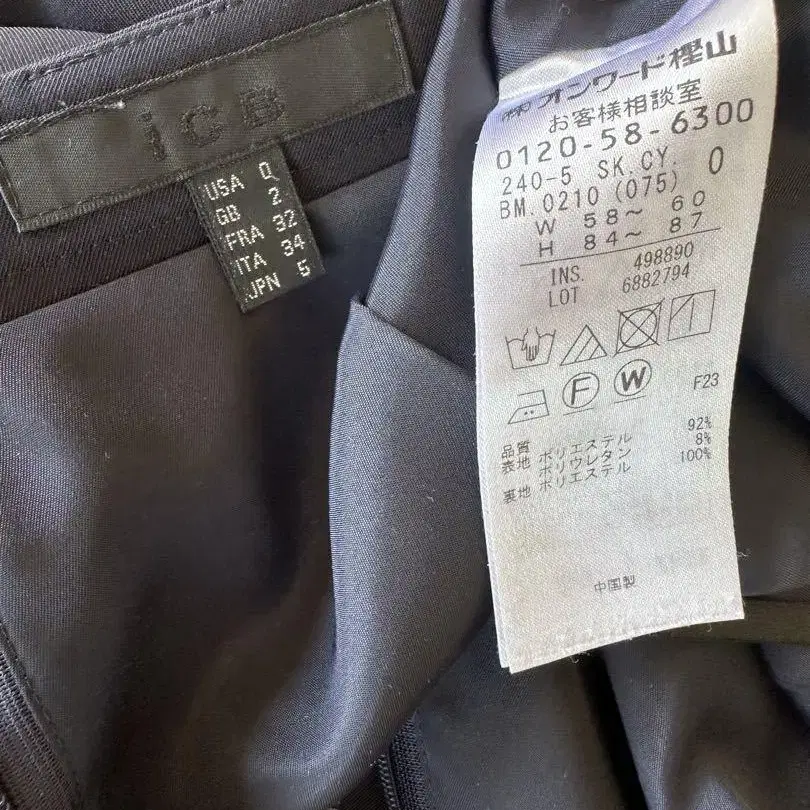 iCB
USA 0
GB 2
FRA 32
ITA 34
JPN 5
㈱オンワード樫山
お客様相談室
0120-58-6300
240-5 SK.CY. 0
BM.0210 (075)
W 58～ 60
H 84～ 87
INS. 498890
LOT 6882794
F
W
F23
品質
表地 ポリエステル 92%
ポリウレタン 8%
裏地 ポリエステル 100%
中国製